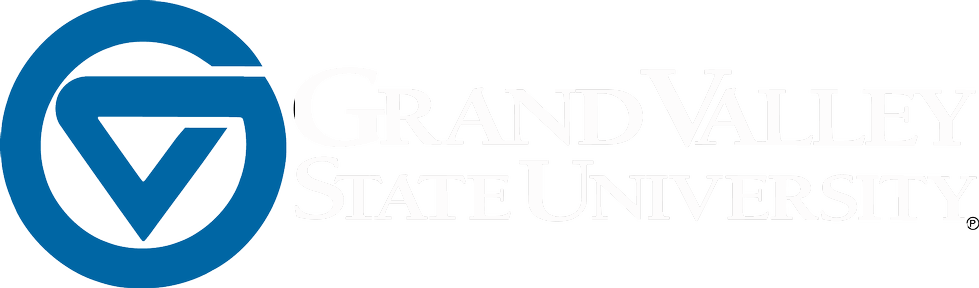 GRAND VALLEY
STATE UNIVERSITY
℗